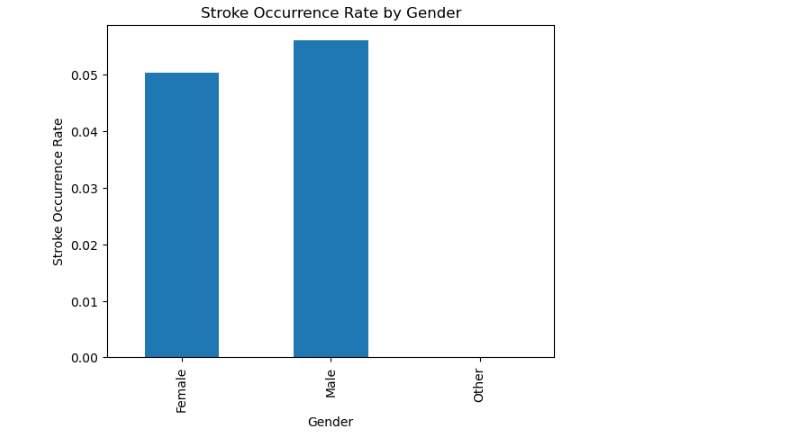 Stroke Occurrence Rate by Gender
Stroke Occurrence Rate
0.05
0.04
0.03
0.02
0.01
0.00
Female
Male
Other
Gender